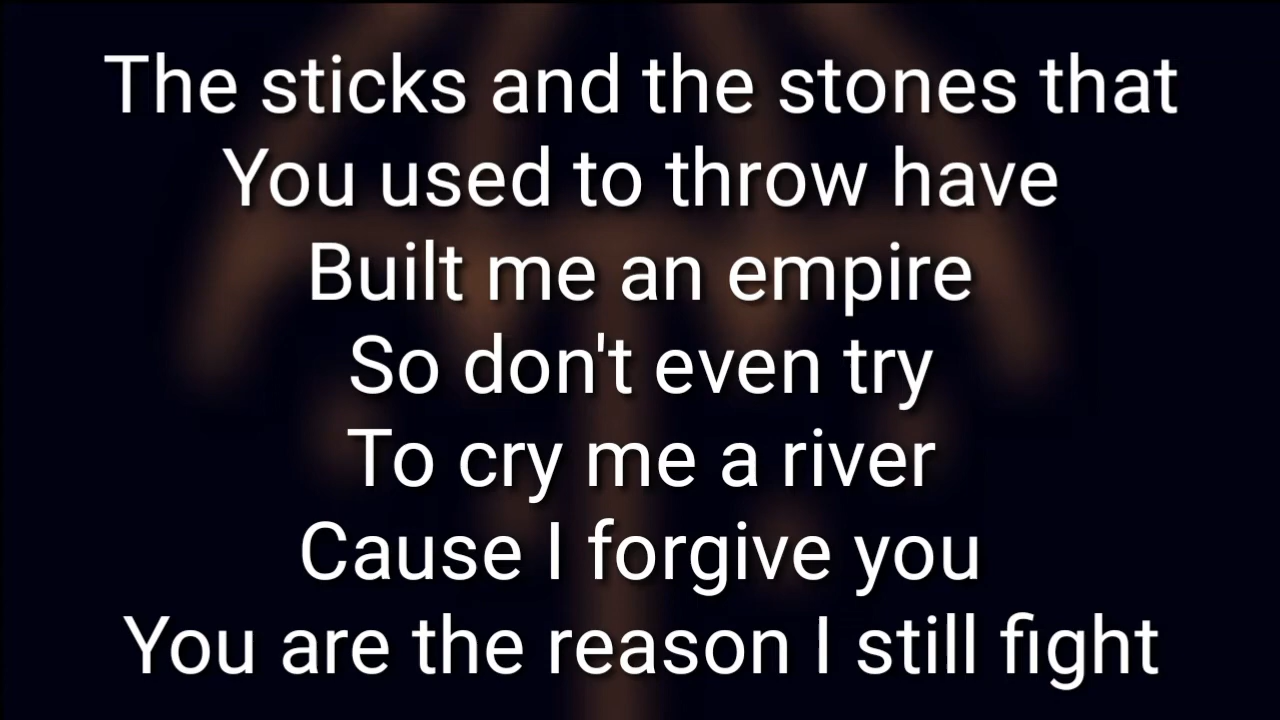 The sticks and the stones that
You used to throw have
Built me an empire
So don't even try
To cry me a river
Cause I forgive you
You are the reason I still fight